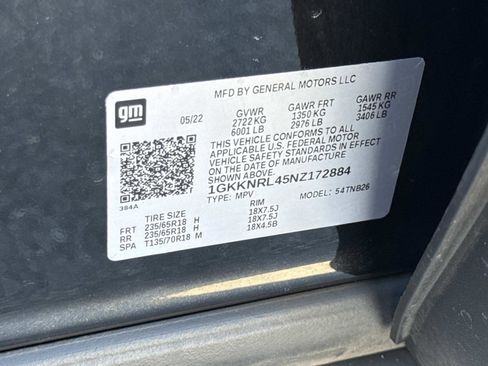 MFD BY GENERAL MOTORS LLC
gm
05/22
GVWR GAWR FRT GAWR RR
2722 KG 1350 KG 1545 KG
6001 LB 2976 LB 3406 LB
THIS VEHICLE CONFORMS TO ALL
APPLICABLE U.S. FEDERAL MOTOR
VEHICLE SAFETY STANDARDS IN EFFECT
ON THE DATE OF MANUFACTURE
SHOWN ABOVE.
1GKKNRL45NZ172884
TYPE: MPV MODEL: 54TNB26
384A
TIRE SIZE RIM
FRT 235/65R18 H 18X7.5J
RR 235/65R18 H 18X7.5J
SPA T135/70R18 M 18X4.5B